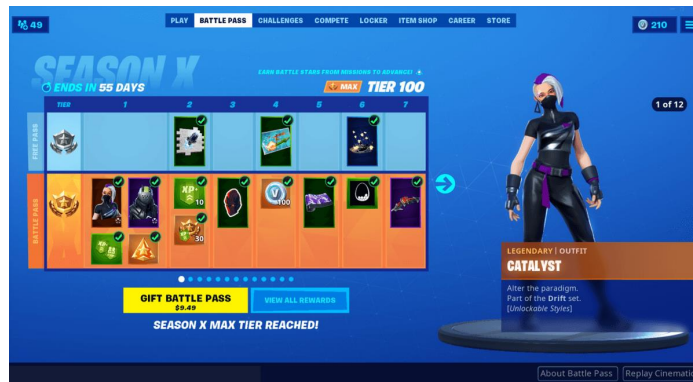 49
PLAY BATTLE PASS CHALLENGES COMPETE LOCKER ITEM SHOP CAREER STORE
210
SEASON X
ENDS IN 55 DAYS
EARN BATTLE STARS FROM MISSIONS TO ADVANCE!
MAX TIER 100
TIER 1 2 3 4 5 6 7
1 of 12
FREE PASS
BATTLE PASS
XP
10
V
100
30
LEGENDARY | OUTFIT
CATALYST
Alter the paradigm.
Part of the Drift set.
[Unlockable Styles]
GIFT BATTLE PASS
$9.49
VIEW ALL REWARDS
SEASON X MAX TIER REACHED!
About Battle Pass
Replay Cinemati